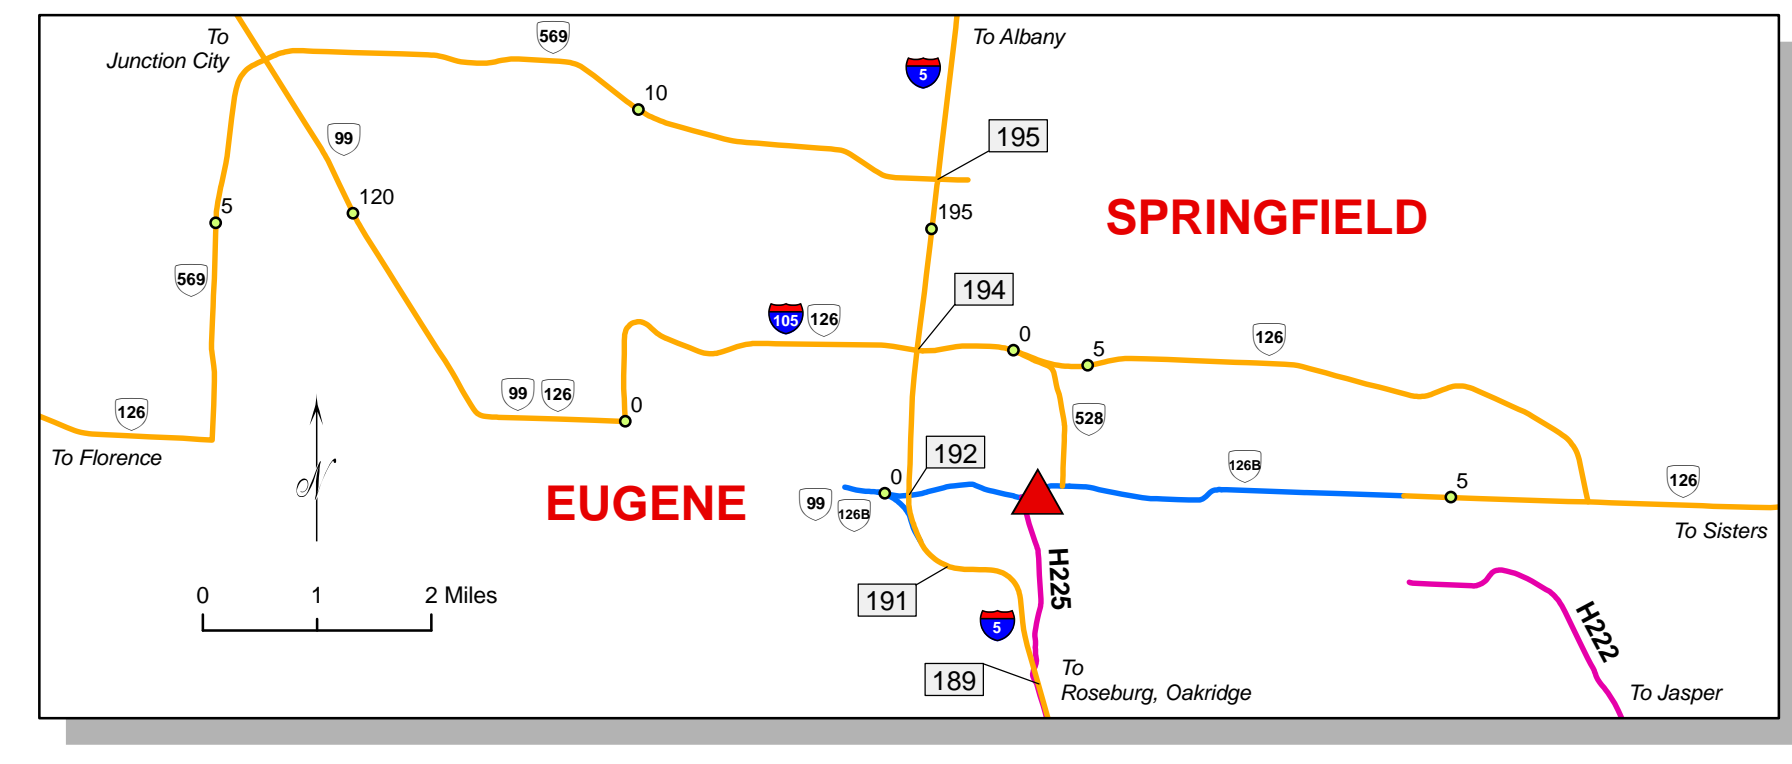 To
Junction City
569
To Albany
5
10
99
195
5
120
195
SPRINGFIELD
569
194
105
126
0
5
126
99
126
0
126
528
To Florence
192
N
EUGENE
0
99
126B
126B
5
126
To Sisters
H225
0 1 2 Miles
191
5
H222
189
To
Roseburg, Oakridge
To Jasper